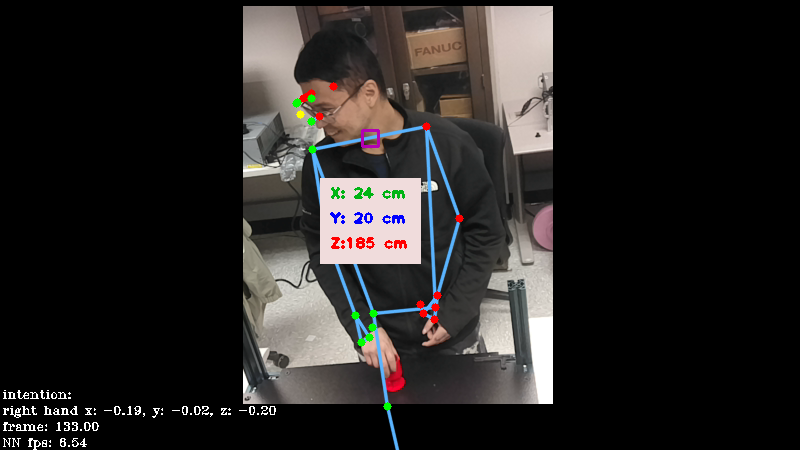 FANUC
X: 24 cm
Y: 20 cm
Z:185 cm
intention:
right hand x: -0.19, y: -0.02, z: -0.20
frame: 133.00
NN fps: 6.54